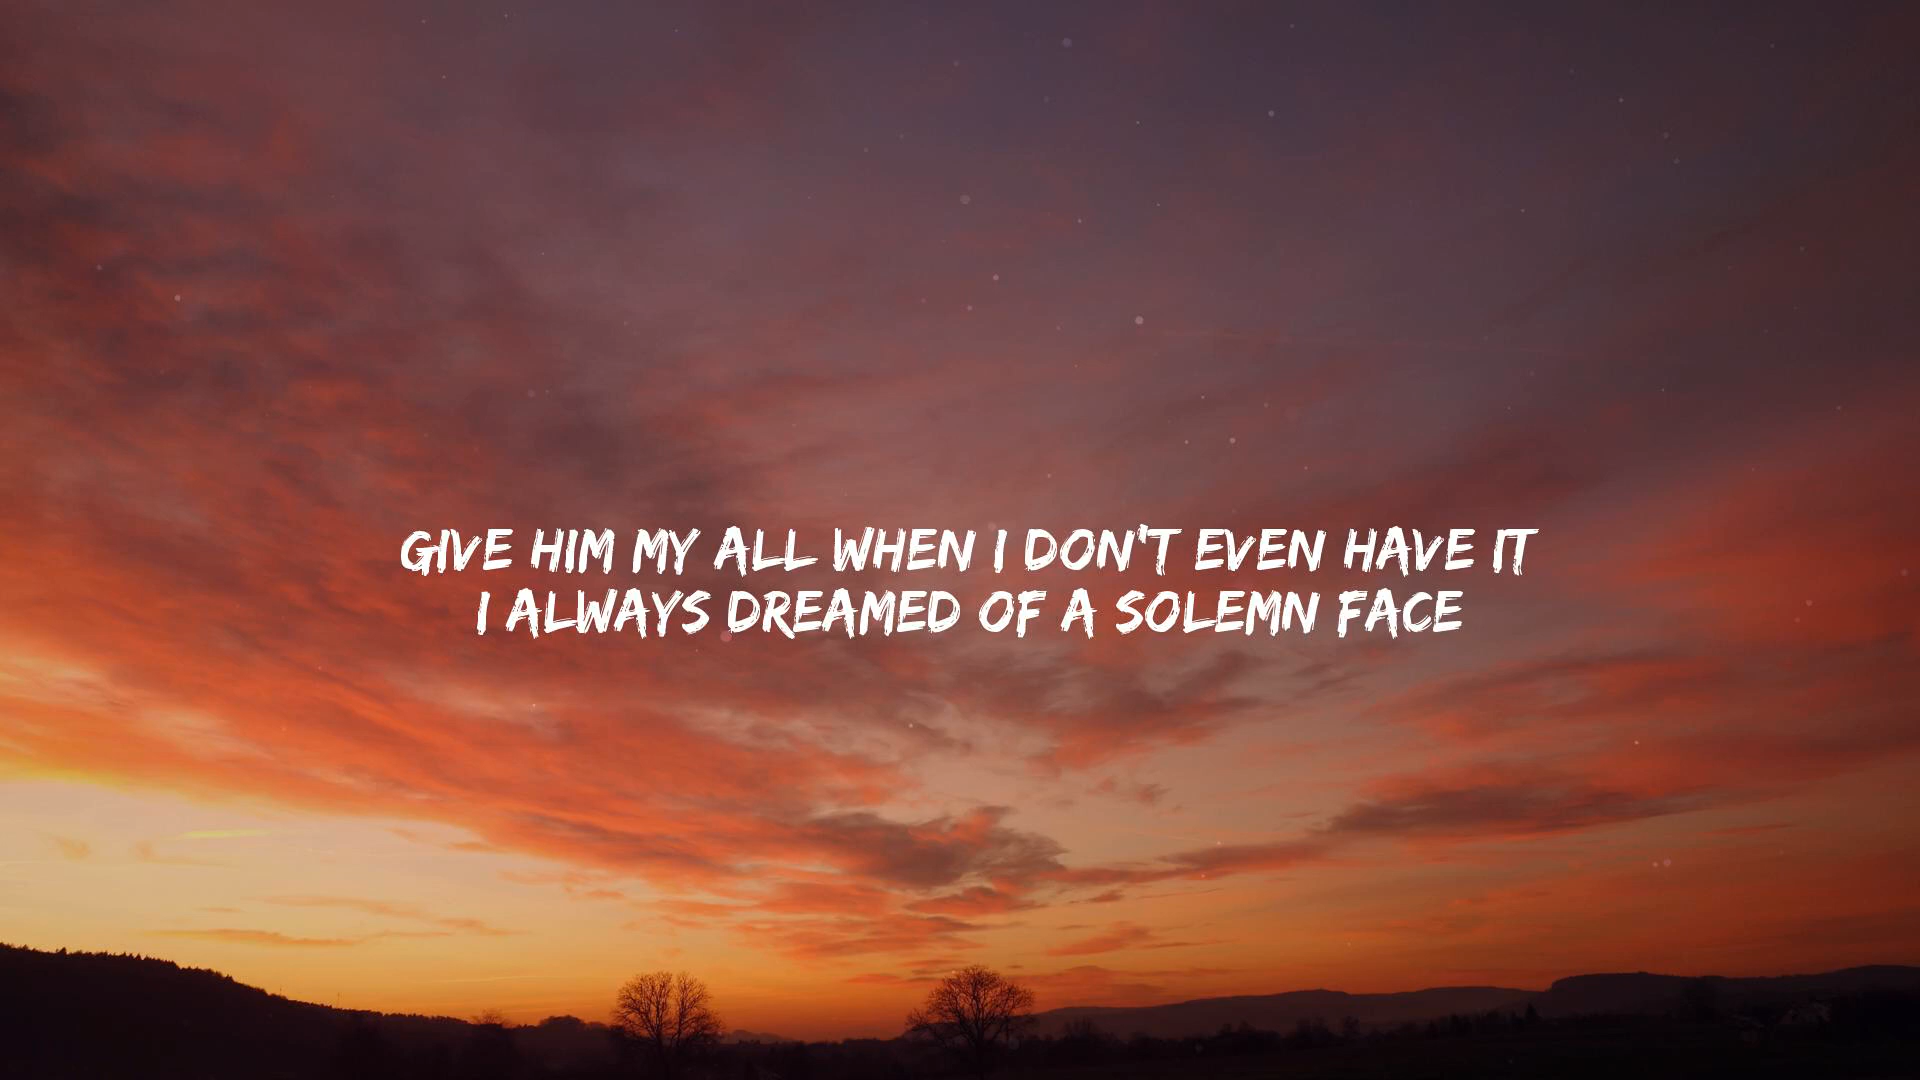 GIVE HIM MY ALL WHEN I DON'T EVEN HAVE IT
I ALWAYS DREAMED OF A SOLEMN FACE